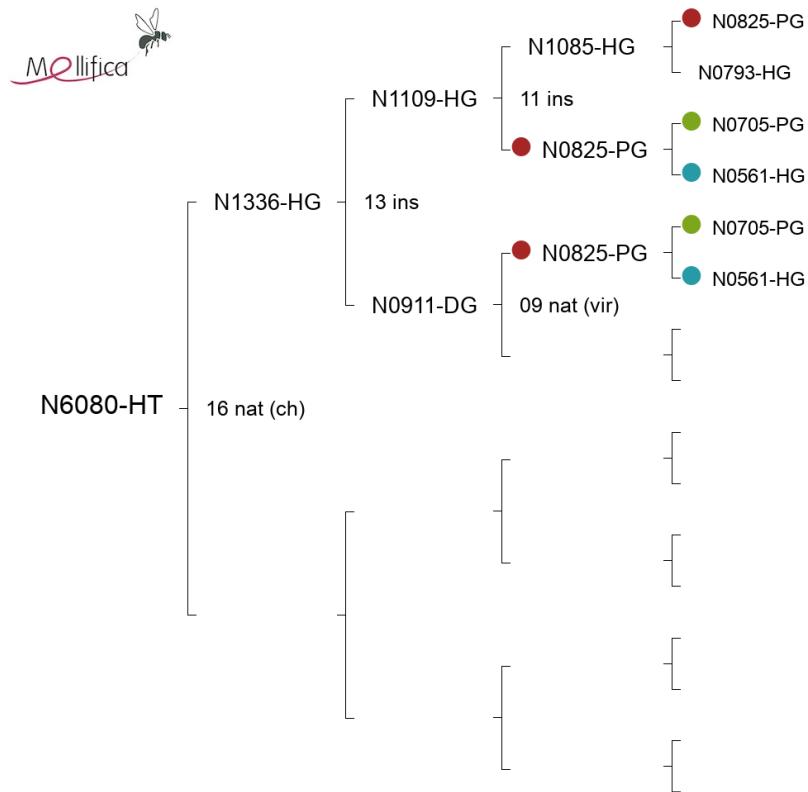 Mellifica
N0825-PG
N1085-HG
N0793-HG
N1109-HG
11 ins
N0705-PG
N0825-PG
N0561-HG
N1336-HG
13 ins
N0705-PG
N0825-PG
N0561-HG
N0911-DG
09 nat (vir)
N6080-HT
16 nat (ch)